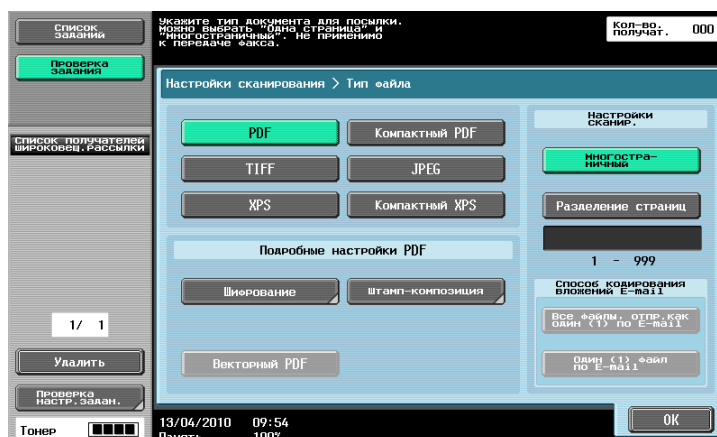 Список
заданий
Проверка
задания
Список получателей
широковещ.рассылки
1/ 1
Удалить
Проверка
настр.задан.
Тонер
Укажите тип документа для посылки.
Можно выбрать "Одна страница" и
"Многостраничный". Не применимо
к передаче факса.
Кол-во.
получат.
000
Настройки сканирования > Тип файла
PDF
Компактный PDF
TIFF
JPEG
XPS
Компактный XPS
Подробные настройки PDF
Шифрование
Штамп-композиция
Векторный PDF
Настройки
сканир.
Многостра-
ничный
Разделение страниц
1 - 999
Способ кодирования
вложений E-mail
Все файлы. отпр.как
один (1) по E-mail
Один (1) файл
по E-mail
13/04/2010 09:54
Память 100%
OK